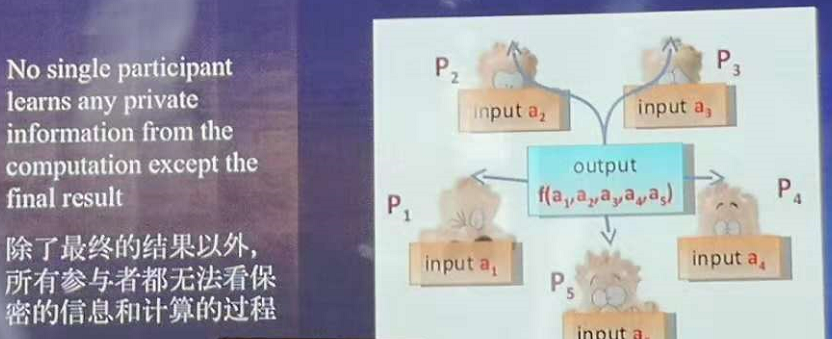 No single participant
learns any private
information from the
computation except the
final result
除了最终的结果以外,
所有参与者都无法看保
密的信息和计算的过程
P₂
P₃
input a₂
input a₃
output
f(a₁,a₂,a₃,a₄,a₅)
P₁
P₄
input a₁
input a₄
P₅
input a